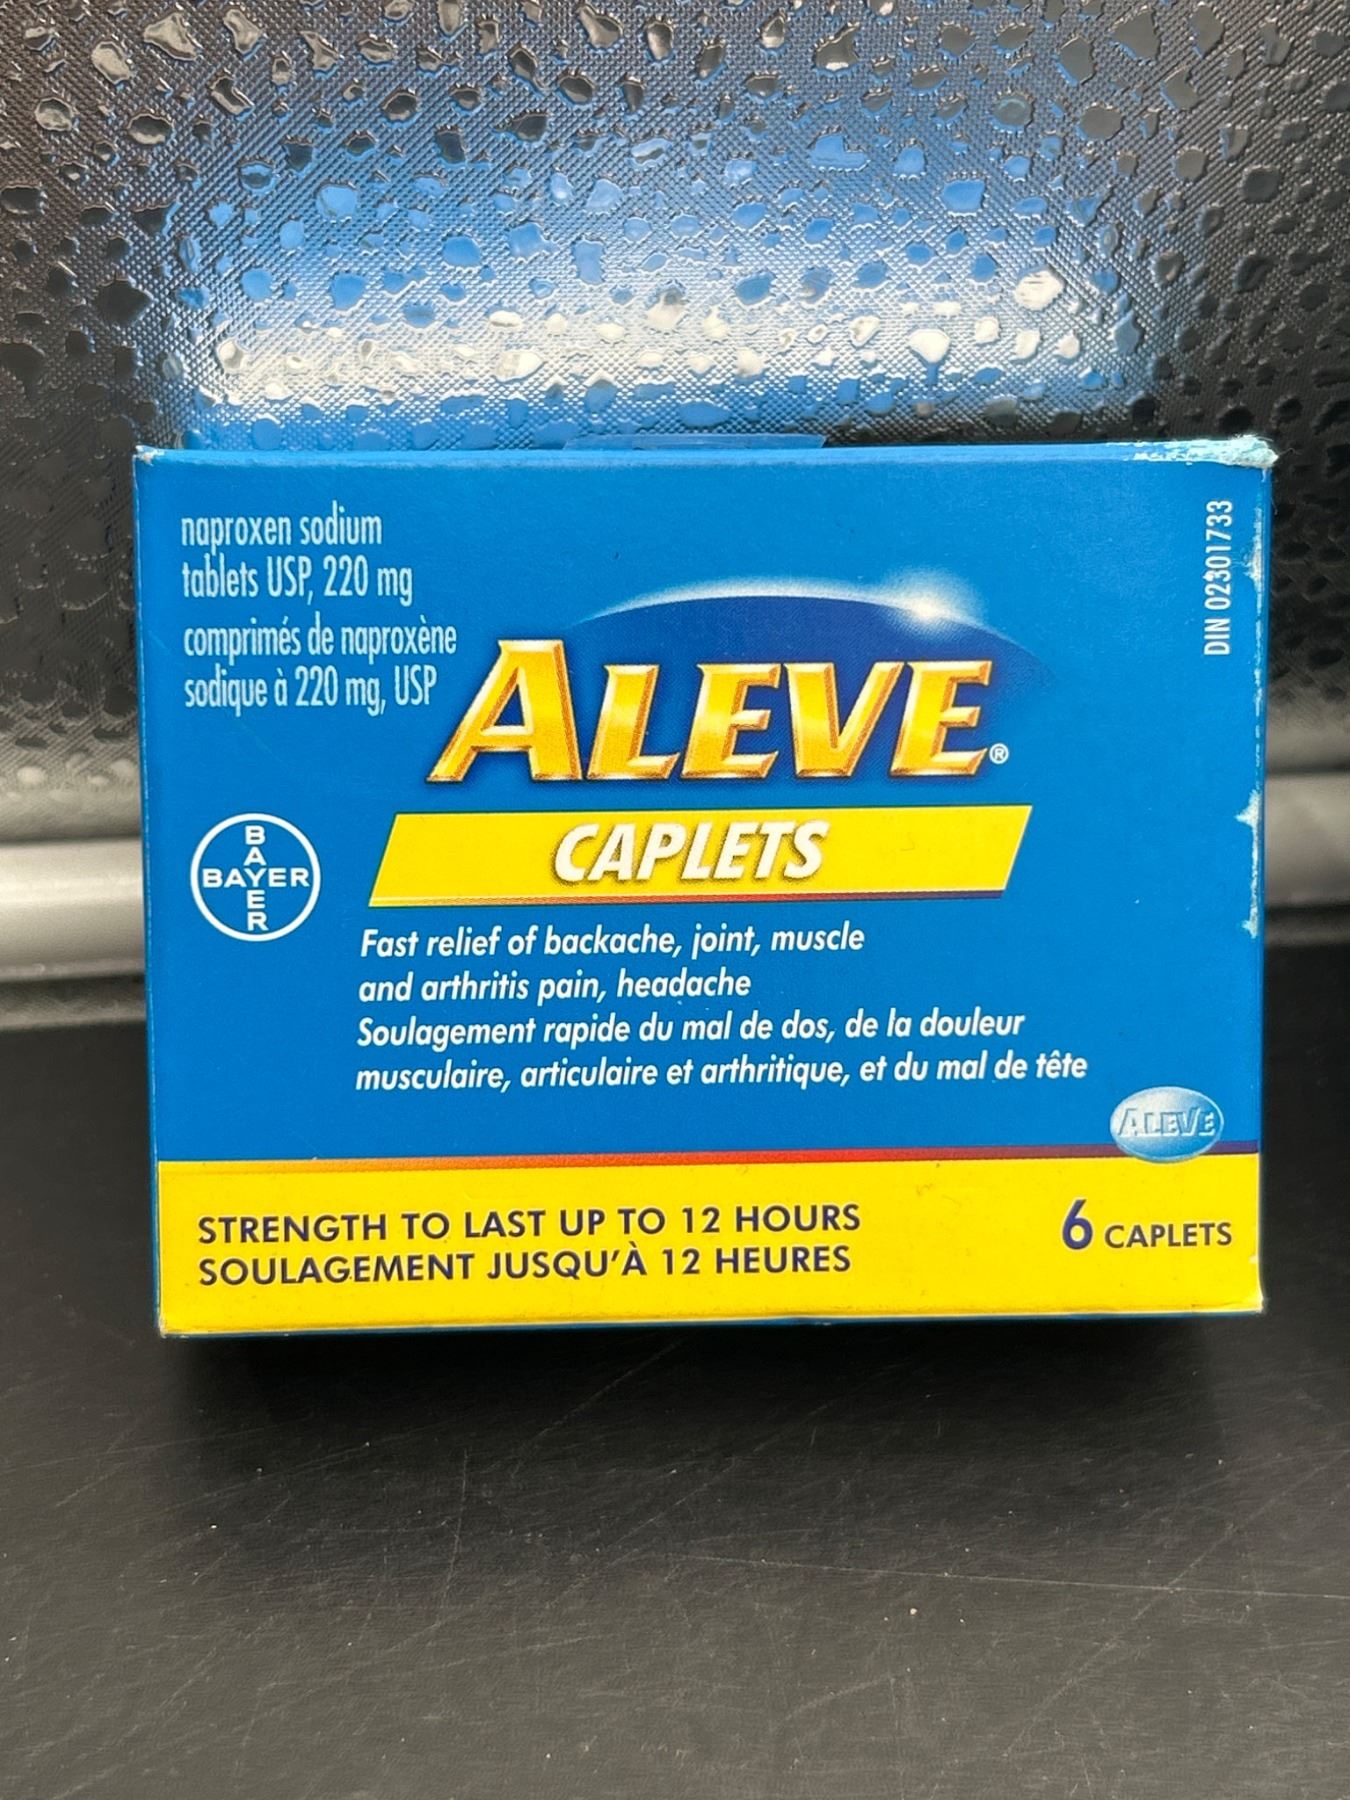 naproxen sodium
tablets USP, 220 mg
comprimés de naproxène
sodique à 220 mg, USP
DIN 02301733
ALEVE®
CAPLETS
BAYER
BAYER
Fast relief of backache, joint, muscle
and arthritis pain, headache
Soulagement rapide du mal de dos, de la douleur
musculaire, articulaire et arthritique, et du mal de tête
ALEVE
STRENGTH TO LAST UP TO 12 HOURS
SOULAGEMENT JUSQU'À 12 HEURES
6 CAPLETS